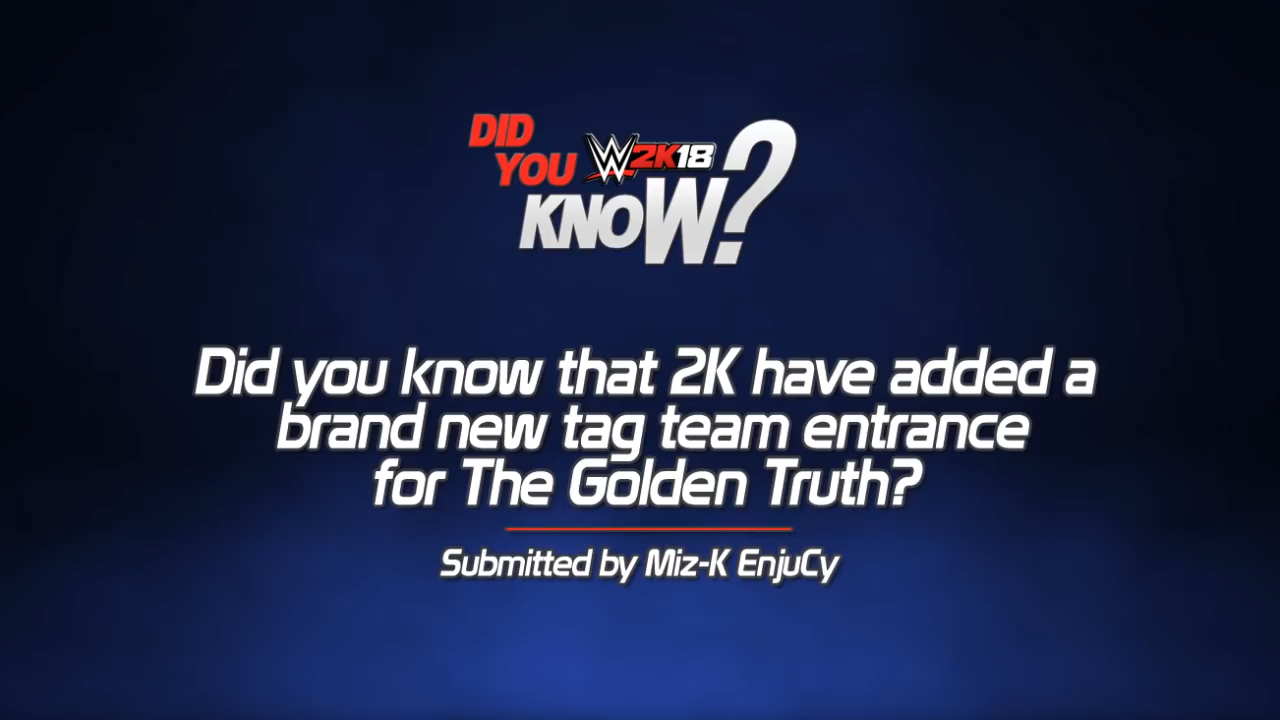 DID
YOU W2K18
KNOW?
Did you know that 2K have added a
brand new tag team entrance
for The Golden Truth?
Submitted by Miz-K EnjuCy